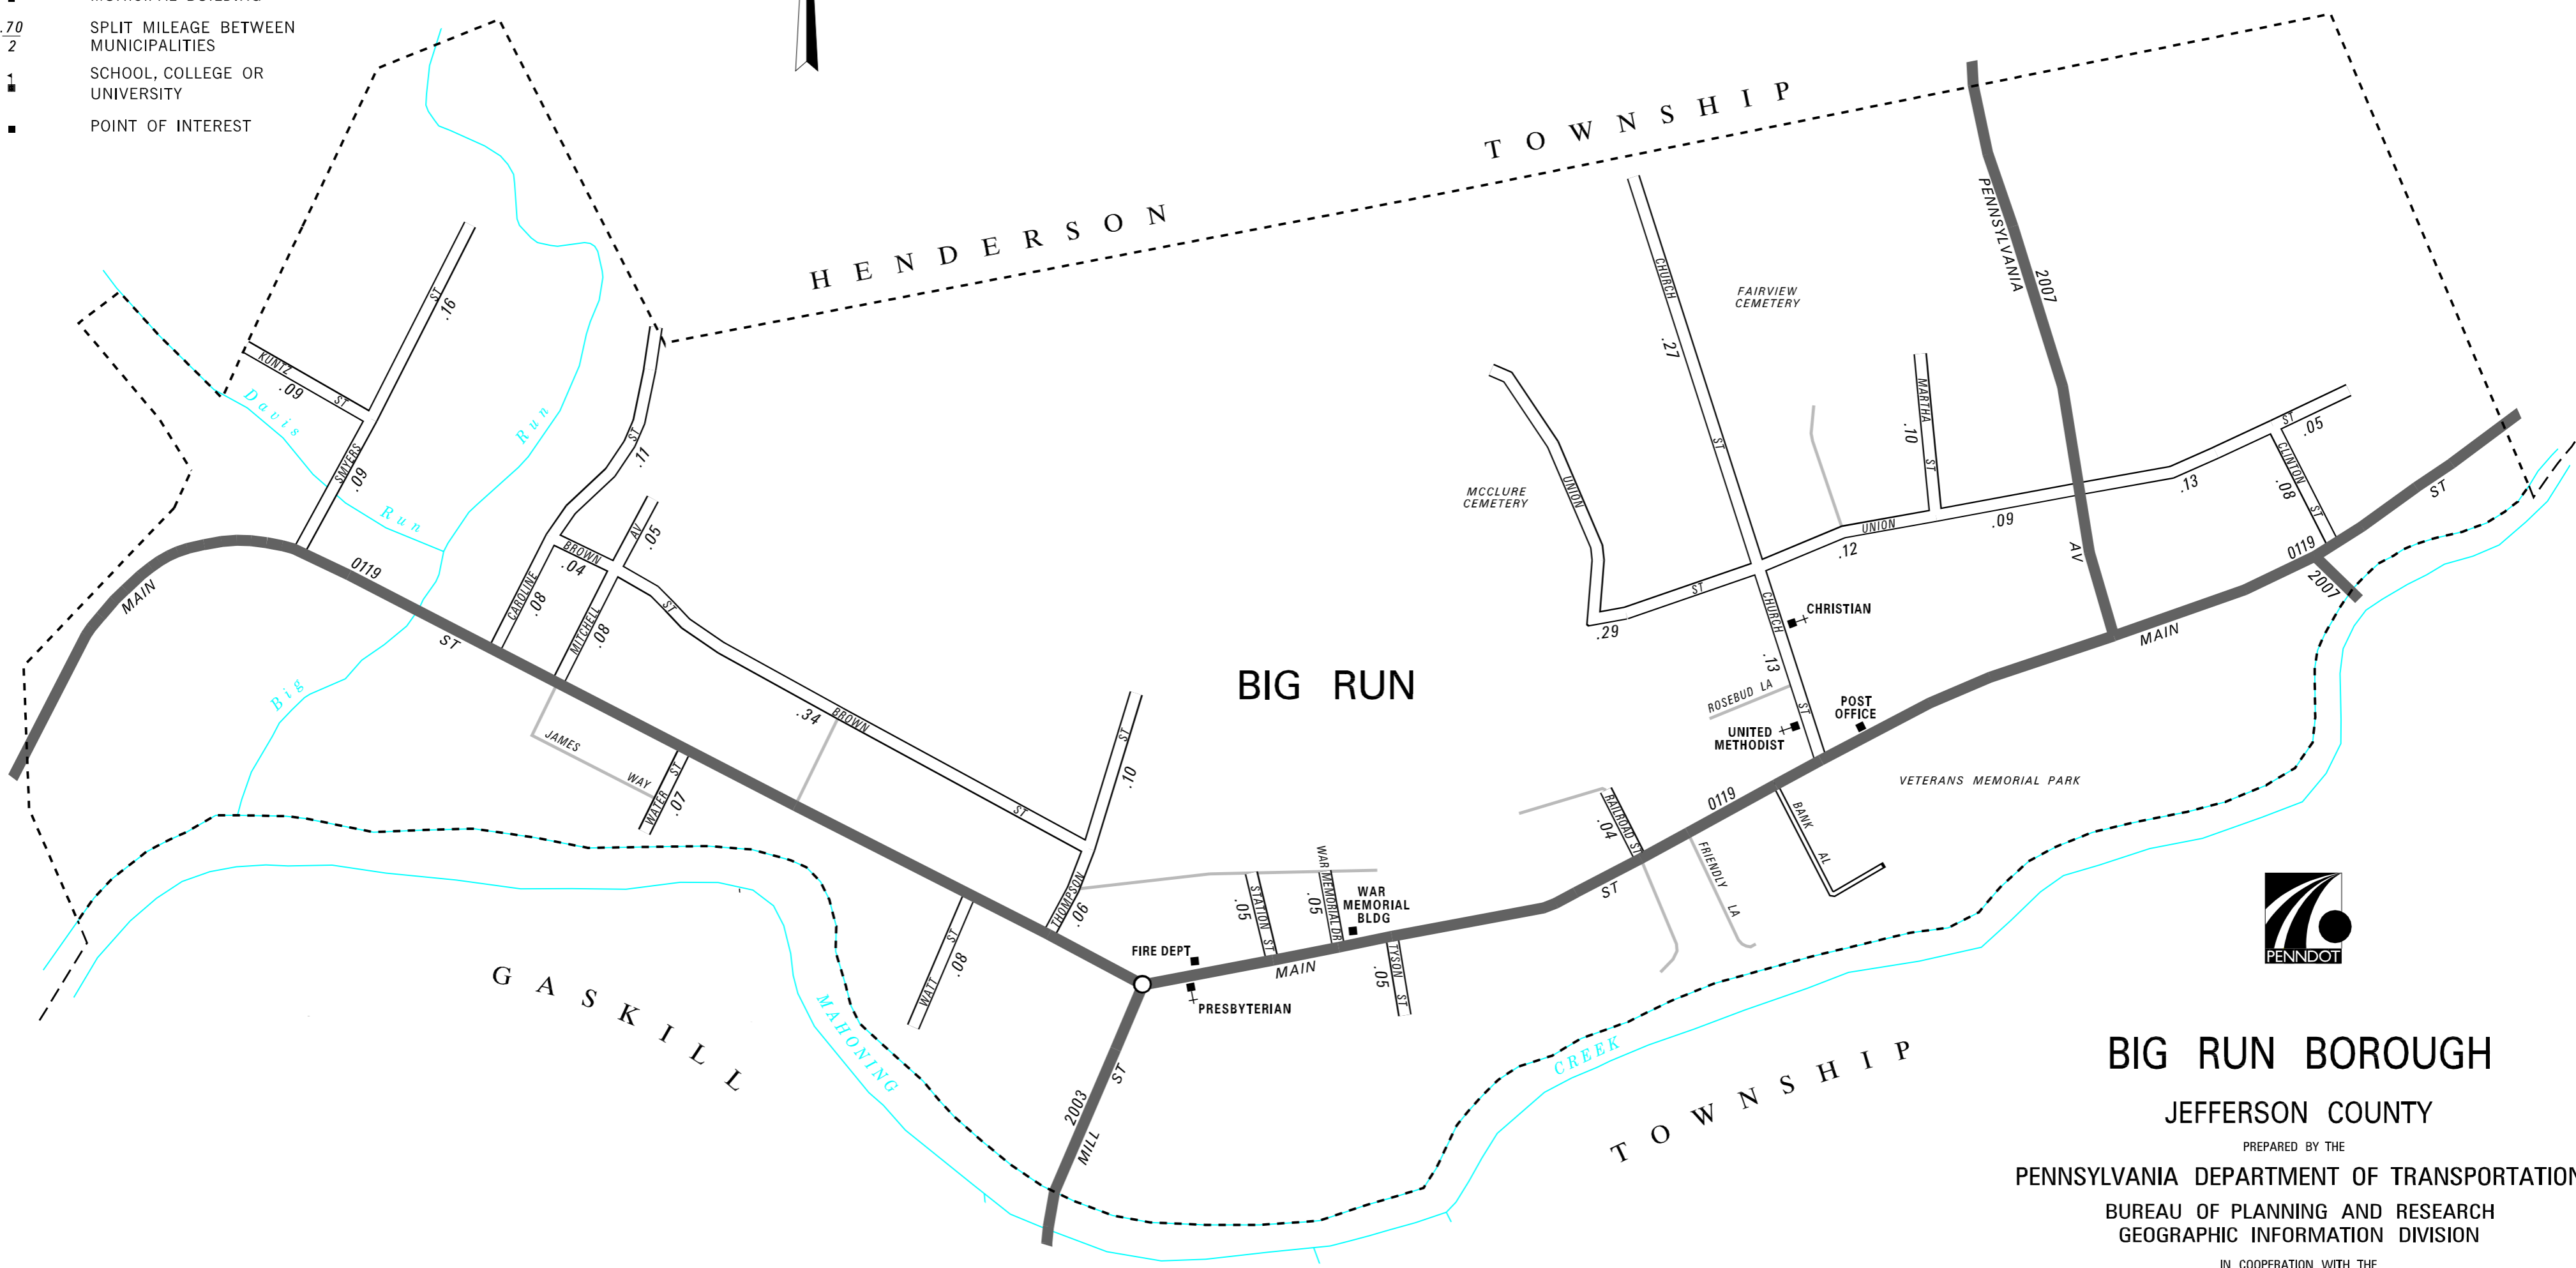 .70
2
SPLIT MILEAGE BETWEEN
MUNICIPALITIES
SCHOOL, COLLEGE OR
UNIVERSITY
POINT OF INTEREST
HENDERSON
TOWNSHIP
ST
.16
KUNTZ
ST
.09
Davis
Run
SMYERS
.09
Run
Big
ST
.11
CAROLINE
.08
BROWN
.04
AV
.05
MITCHELL
.08
ST
MAIN
0119
ST
JAMES
WAY
WATER
ST
.07
.34
BROWN
ST
ST
.10
THOMPSON
.06
WATT
ST
.08
BIG RUN
MCCLURE
CEMETERY
UNION
FAIRVIEW
CEMETERY
CHURCH
.27
ST
ST
.29
MARTHA
.10
ST
.12
UNION
.09
PENNSYLVANIA
2007
AV
.13
ST
.05
CLINTON
.08
ST
ST
0119
2007
MAIN
CHURCH
CHRISTIAN
.13
ROSEBUD LA
ST
UNITED
METHODIST
POST
OFFICE
VETERANS MEMORIAL PARK
0119
BANK
AL
RAILROAD ST
.04
FRIENDLY
LA
ST
STATION
ST
.05
WAR MEMORIAL DR
.05
WAR
MEMORIAL
BLDG
TYSON
ST
.05
FIRE DEPT
MAIN
PRESBYTERIAN
2003
ST
MILL
MAHONING
CREEK
GASKILL
TOWNSHIP
PENNDOT
BIG RUN BOROUGH
JEFFERSON COUNTY
PREPARED BY THE
PENNSYLVANIA DEPARTMENT OF TRANSPORTATION
BUREAU OF PLANNING AND RESEARCH
GEOGRAPHIC INFORMATION DIVISION
IN COOPERATION WITH THE